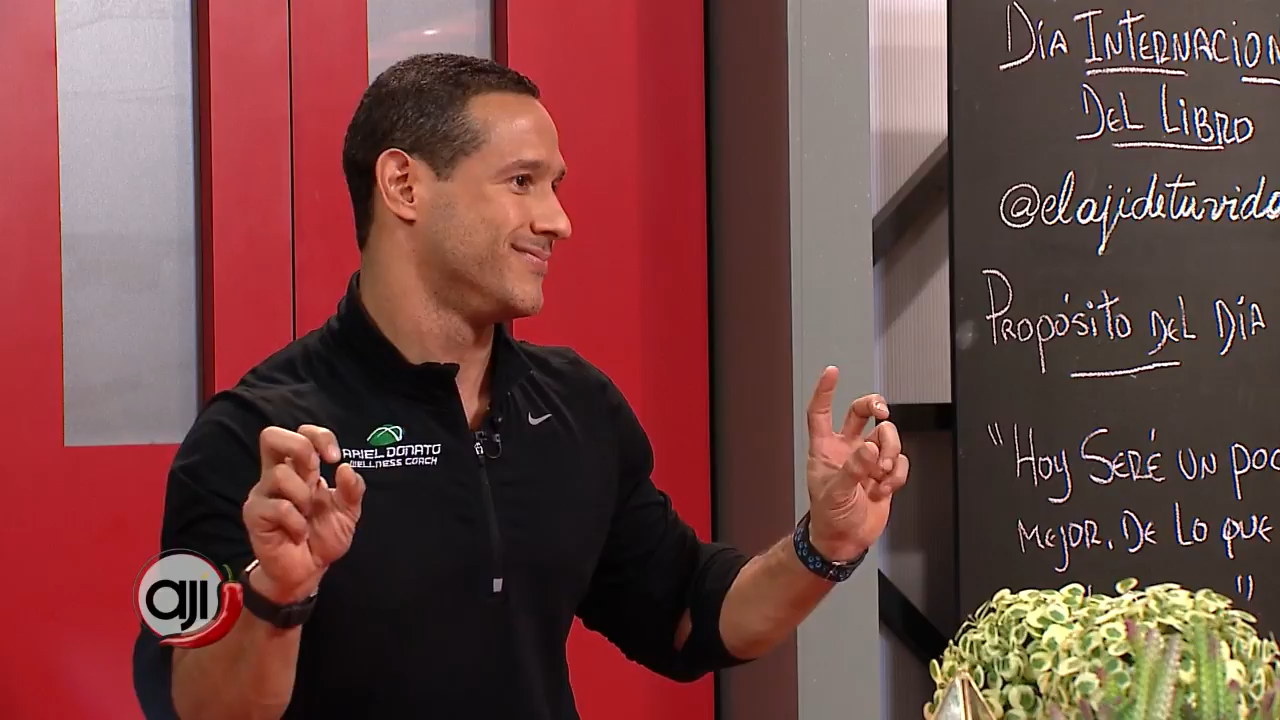 DÍA INTERNACION
DEL LIBRO
@elajideturvida
PROPÓSITO DEL DÍA
"HOY SERÉ UN POC
MEJOR, DE LO QUE
"
ARIEL DONATO
WELLNESS COACH
aji